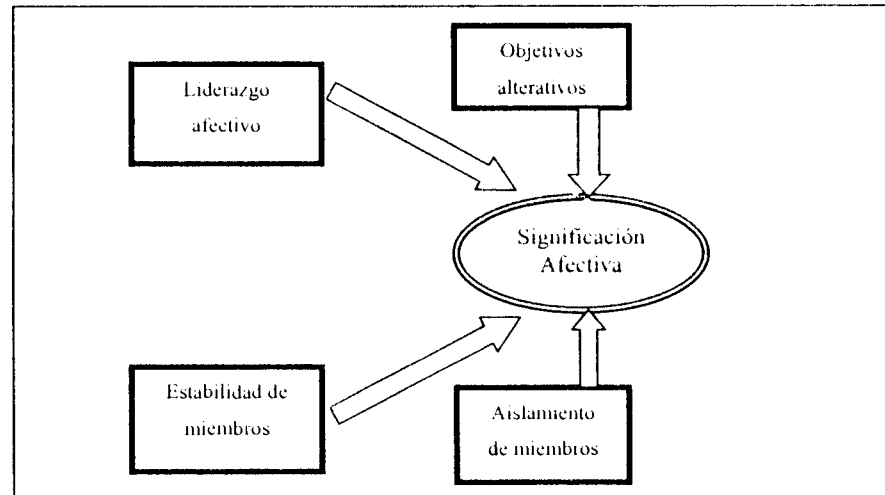 Objetivos
alterativos
Liderazgo
afectivo
Significación
Afectiva
Estabilidad de
miembros
Aislamiento
de miembros